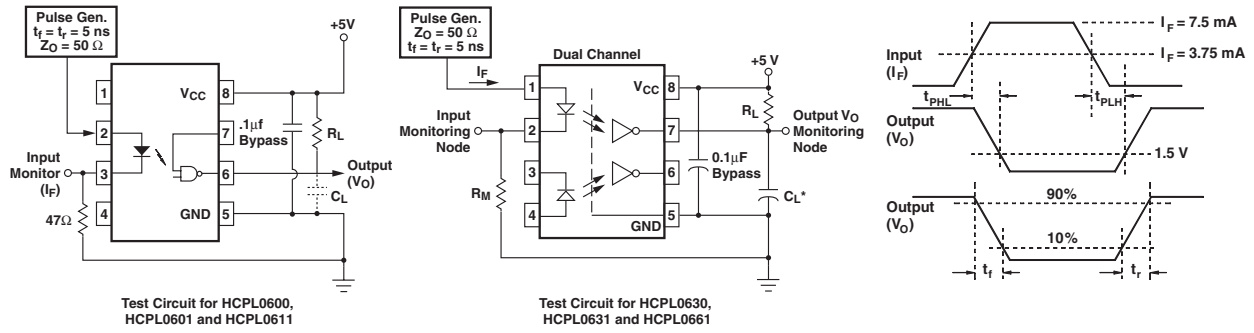 Pulse Gen.
tf = tr = 5 ns
ZO = 50 Ω
+5V
1
VCC
8
2
7
.1µf
Bypass
RL
Input
Monitor
(IF)
3
6
Output
(VO)
CL
4
GND
5
47Ω
Test Circuit for HCPL0600,
HCPL0601 and HCPL0611
Pulse Gen.
ZO = 50 Ω
tf = tr = 5 ns
Dual Channel
IF
+5 V
1
VCC
8
RL
Input
Monitoring
Node
2
7
Output VO
Monitoring
Node
3
6
0.1µF
Bypass
RM
CL*
4
5
GND
Test Circuit for HCPL0630,
HCPL0631 and HCPL0661
IF = 7.5 mA
IF = 3.75 mA
Input
(IF)
tPHL
tPLH
Output
(VO)
1.5 V
90%
Output
(VO)
10%
tf
tr